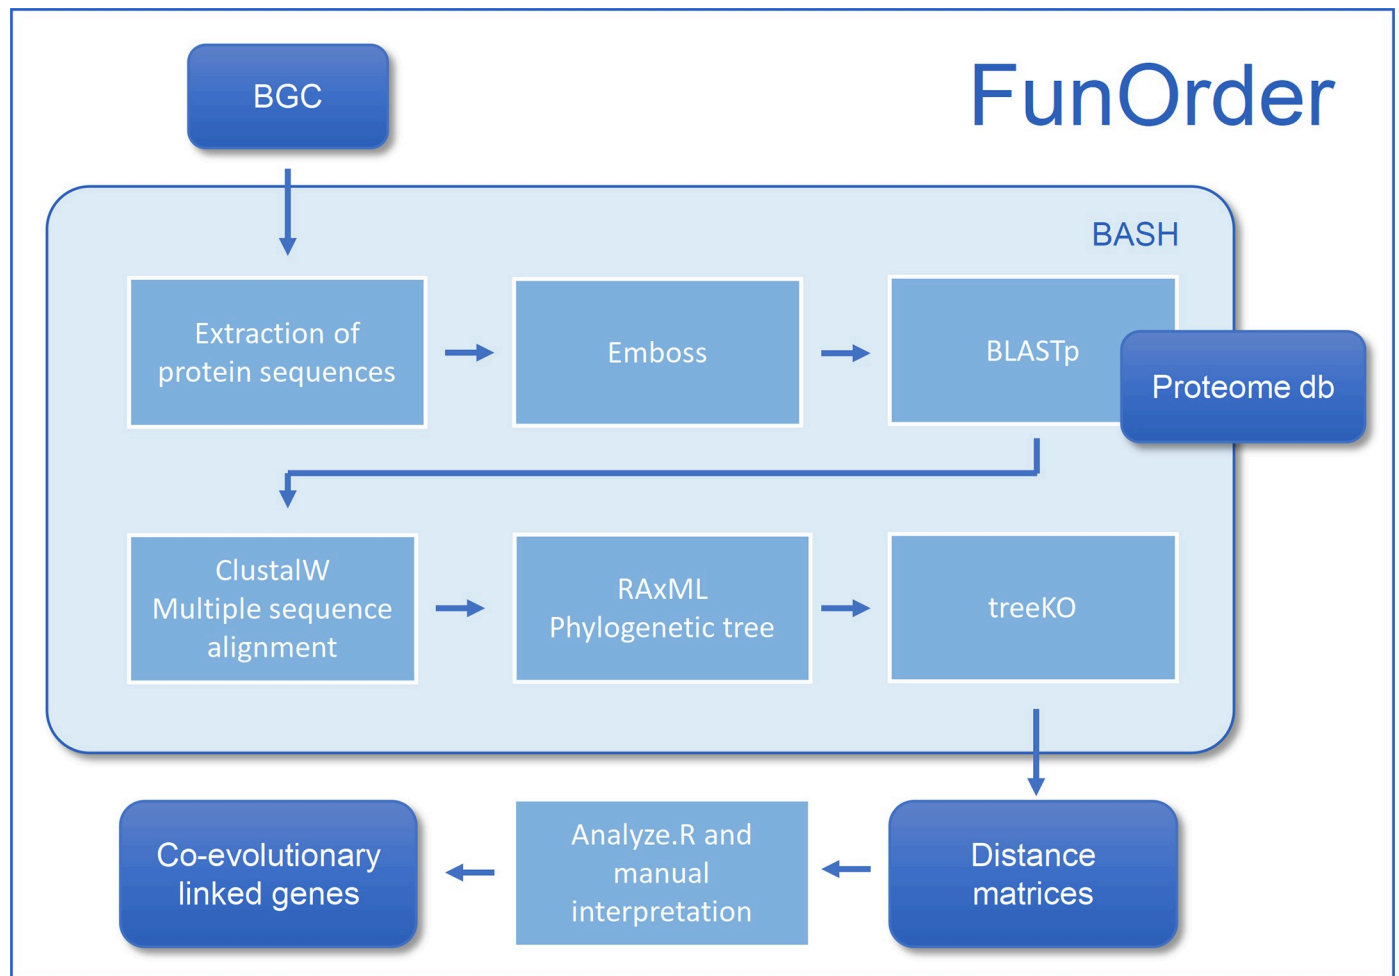 BGC
FunOrder
BASH
Extraction of
protein sequences
Emboss
BLASTp
Proteome db
ClustalW
Multiple sequence
alignment
RAxML
Phylogenetic tree
treeKO
Co-evolutionary
linked genes
Analyze.R and
manual
interpretation
Distance
matrices